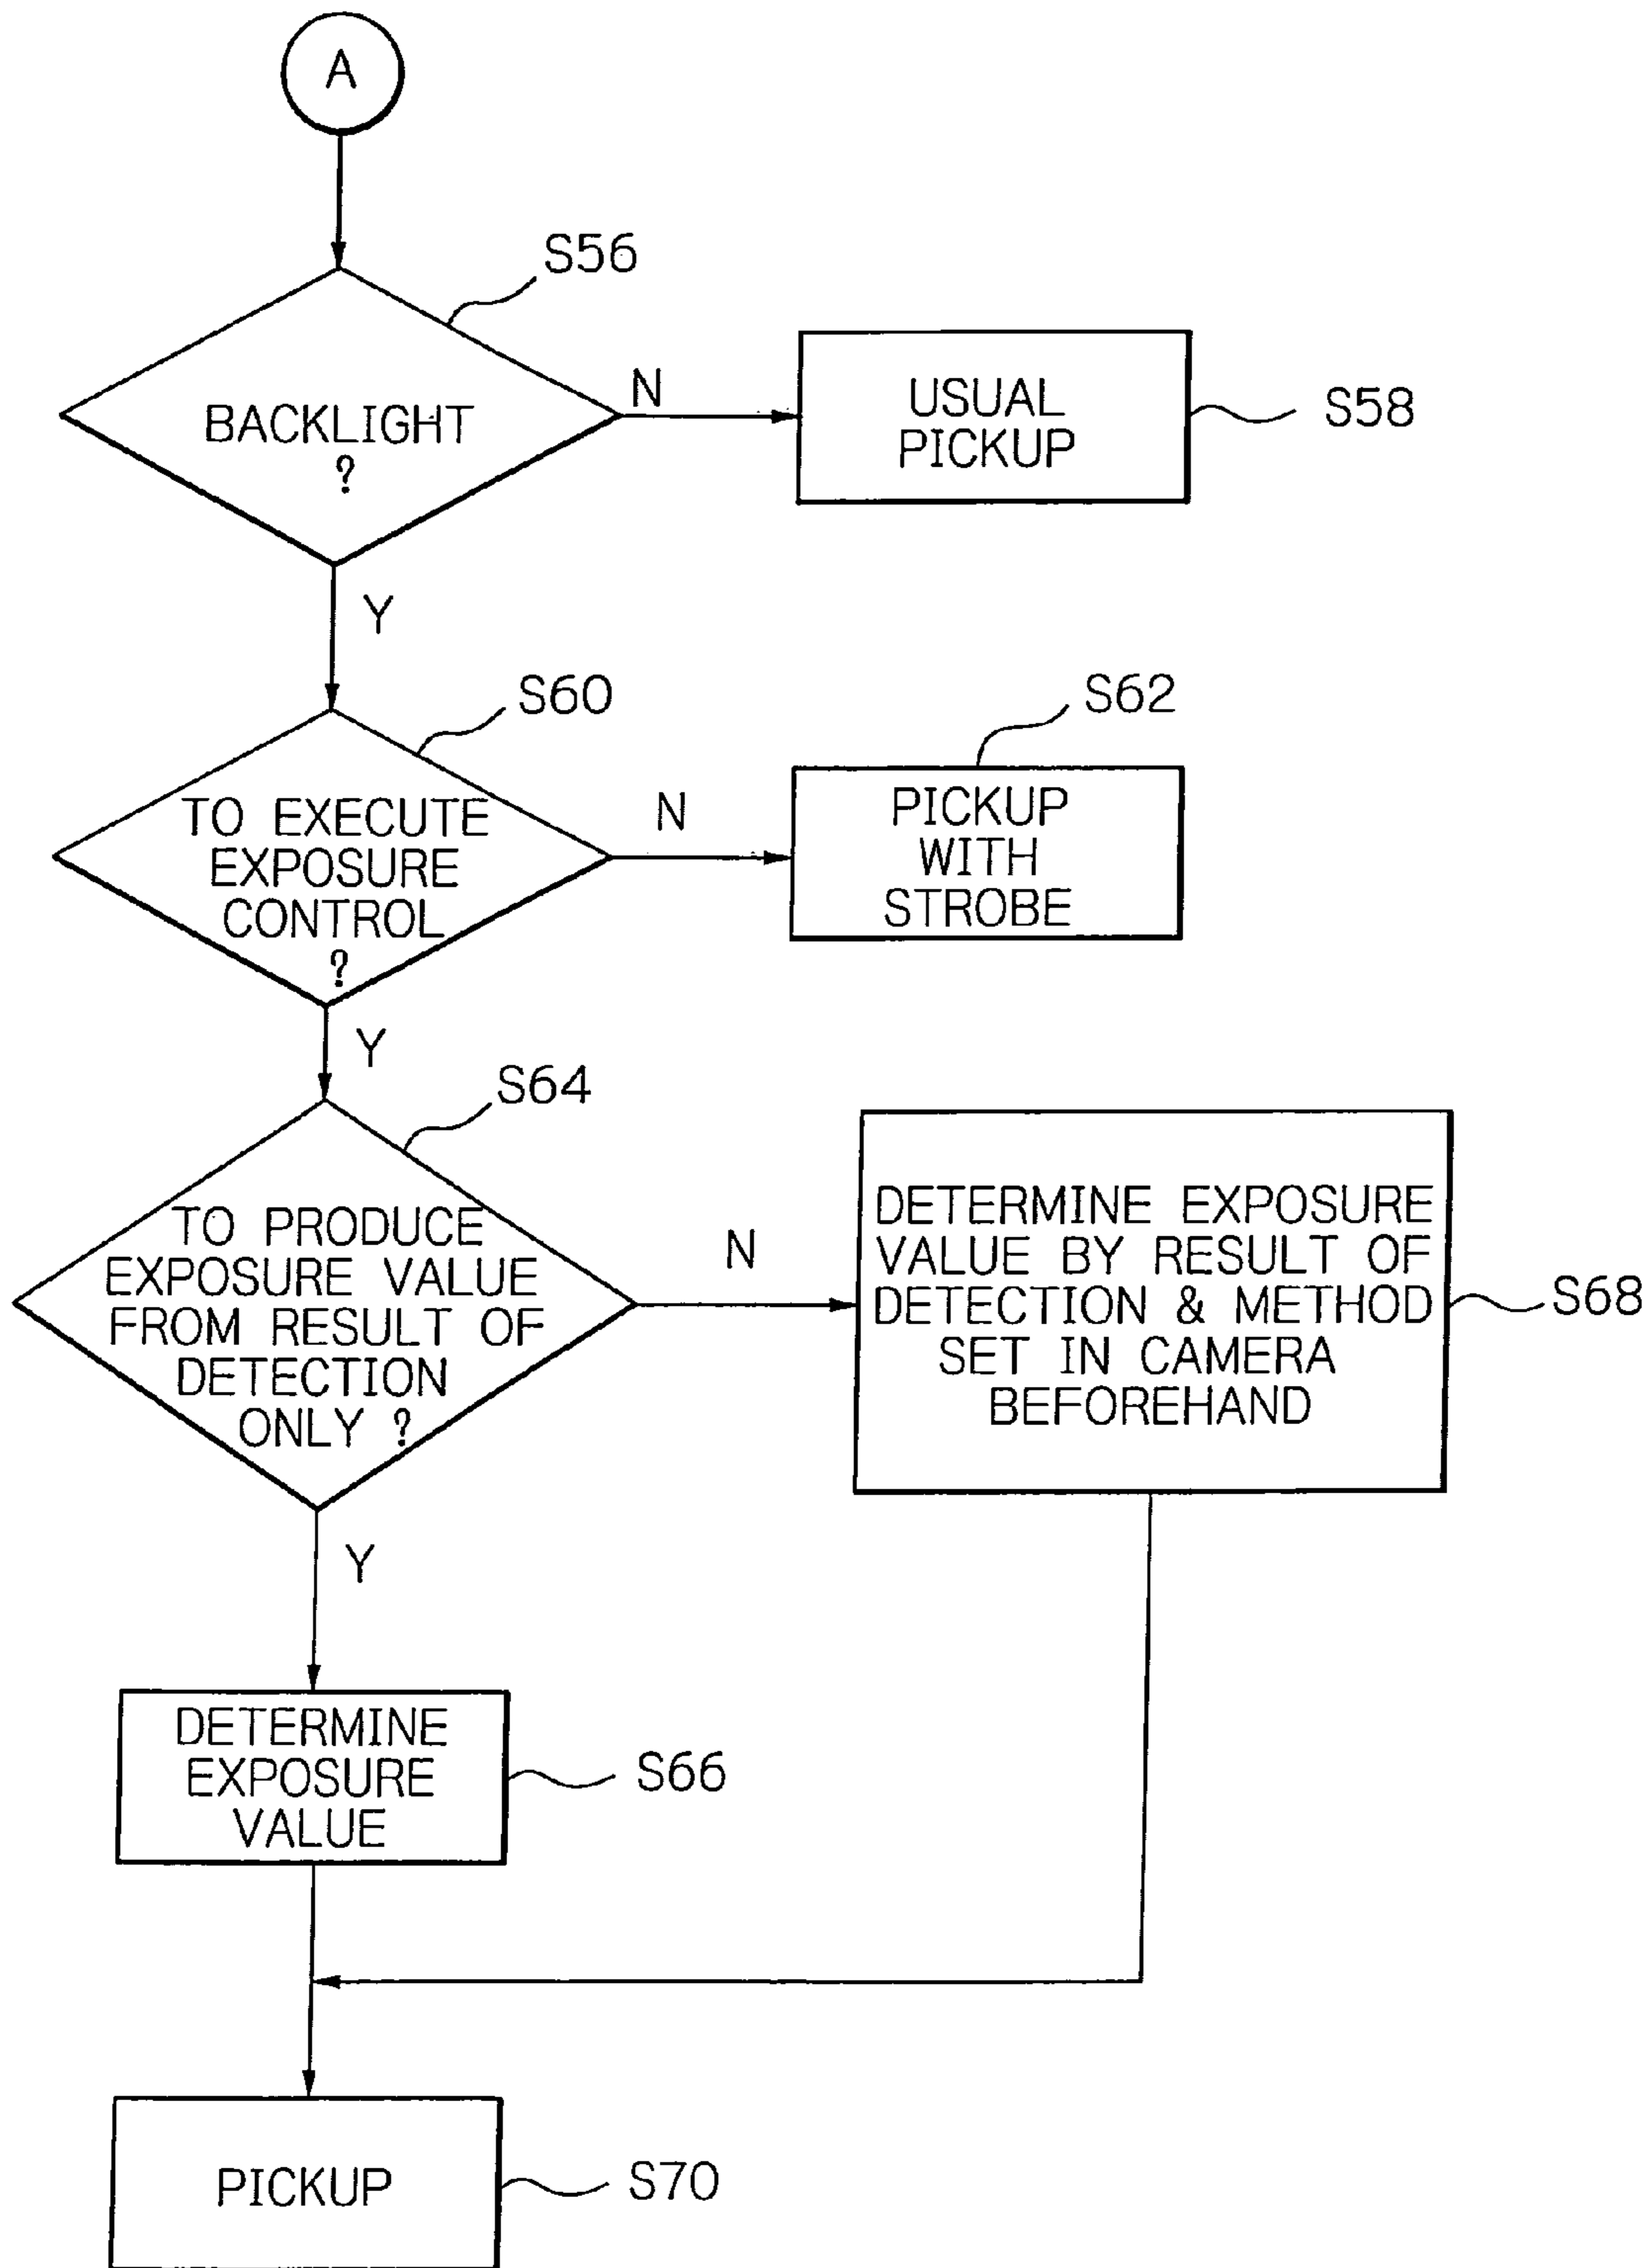 A
S56
BACKLIGHT
?
N
USUAL
PICKUP
S58
Y
S60
TO EXECUTE
EXPOSURE
CONTROL
?
N
S62
PICKUP
WITH
STROBE
Y
S64
TO PRODUCE
EXPOSURE VALUE
FROM RESULT OF
DETECTION
ONLY ?
N
DETERMINE EXPOSURE
VALUE BY RESULT OF
DETECTION & METHOD
SET IN CAMERA
BEFOREHAND
S68
Y
DETERMINE
EXPOSURE
VALUE
S66
PICKUP
S70